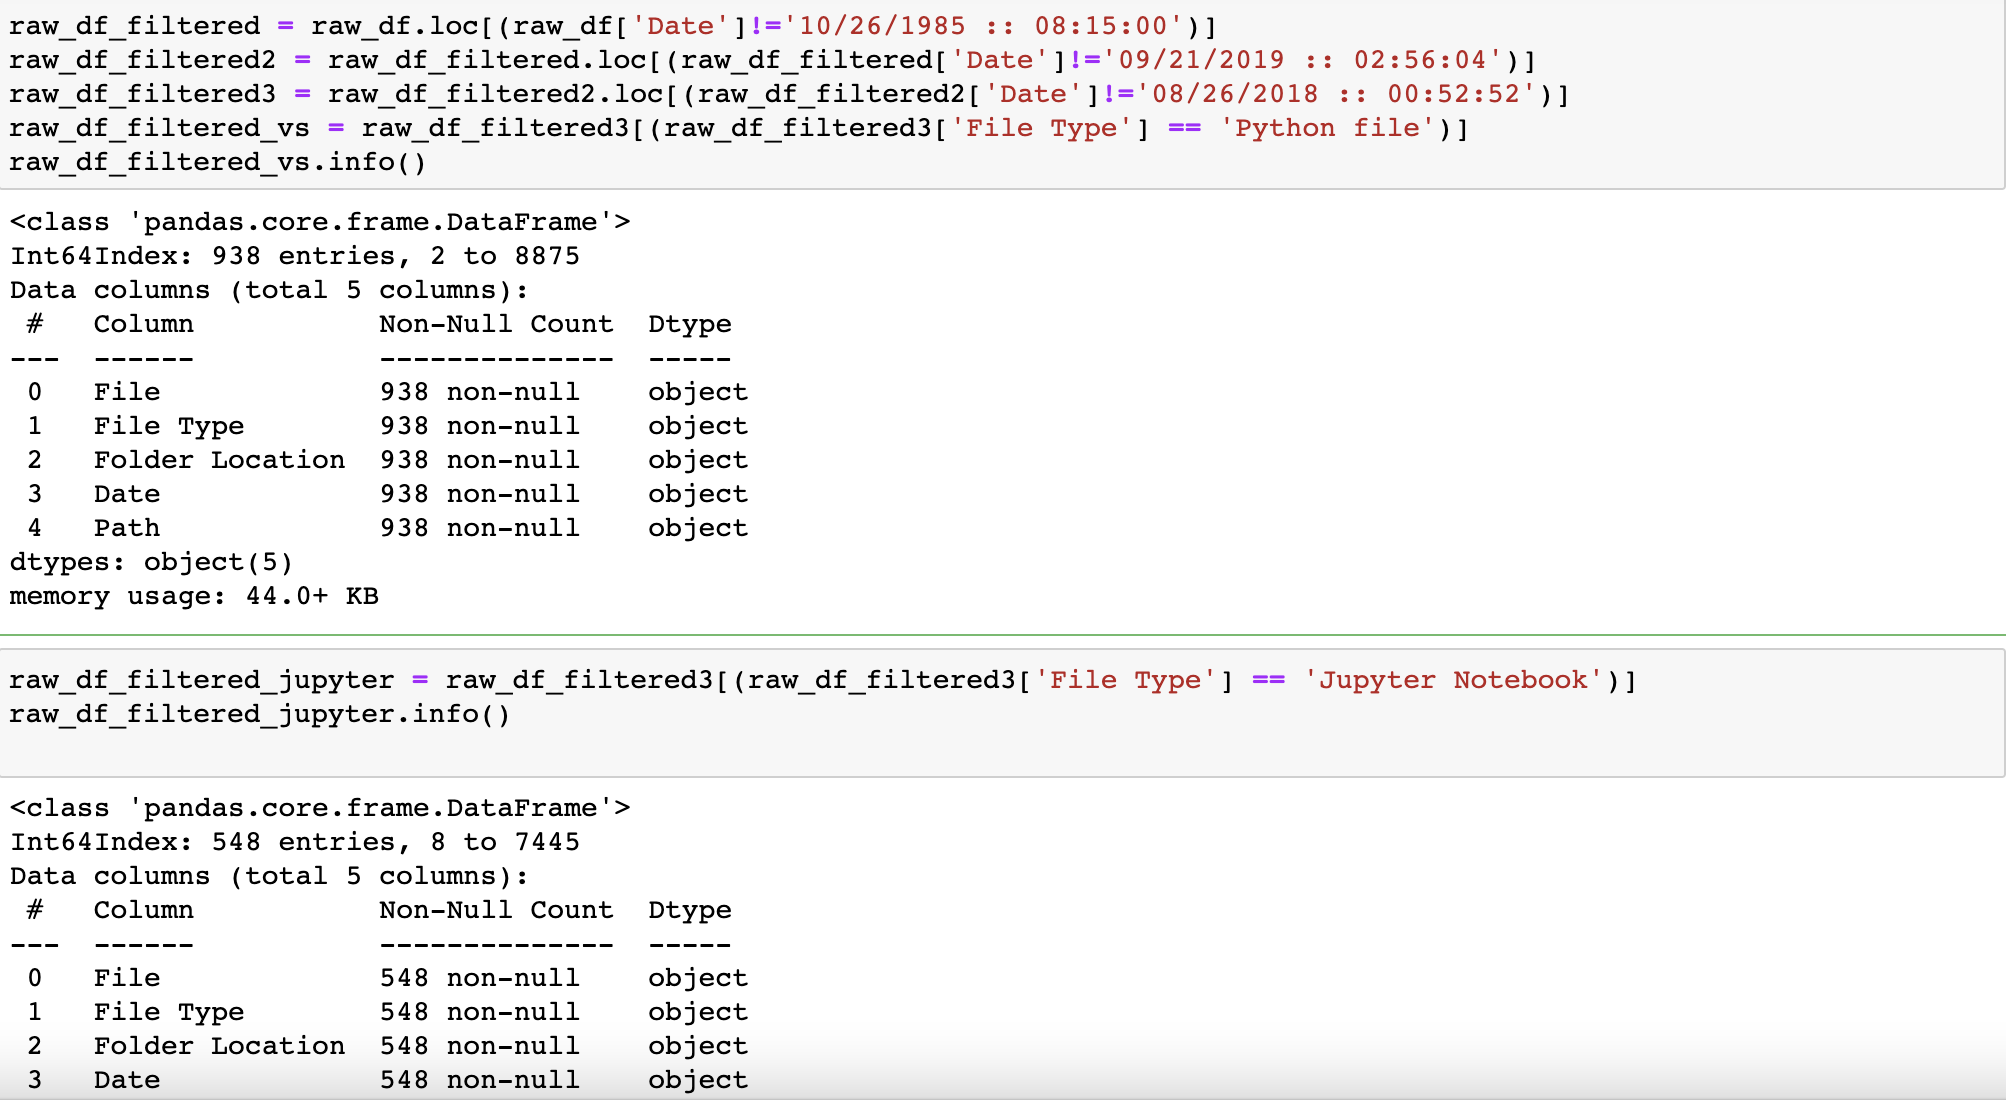 raw_df_filtered = raw_df.loc[(raw_df['Date']!='10/26/1985 :: 08:15:00')]
raw_df_filtered2 = raw_df_filtered.loc[(raw_df_filtered['Date']!='09/21/2019 :: 02:56:04')]
raw_df_filtered3 = raw_df_filtered2.loc[(raw_df_filtered2['Date']!='08/26/2018 :: 00:52:52')]
raw_df_filtered_vs = raw_df_filtered3[(raw_df_filtered3['File Type'] == 'Python file')]
raw_df_filtered_vs.info()
<class 'pandas.core.frame.DataFrame'>
Int64Index: 938 entries, 2 to 8875
Data columns (total 5 columns):
 #   Column           Non-Null Count  Dtype
---  ------           --------------  -----
 0   File             938 non-null    object
 1   File Type        938 non-null    object
 2   Folder Location  938 non-null    object
 3   Date             938 non-null    object
 4   Path             938 non-null    object
dtypes: object(5)
memory usage: 44.0+ KB
raw_df_filtered_jupyter = raw_df_filtered3[(raw_df_filtered3['File Type'] == 'Jupyter Notebook')]
raw_df_filtered_jupyter.info()
<class 'pandas.core.frame.DataFrame'>
Int64Index: 548 entries, 8 to 7445
Data columns (total 5 columns):
 #   Column           Non-Null Count  Dtype
---  ------           --------------  -----
 0   File             548 non-null    object
 1   File Type        548 non-null    object
 2   Folder Location  548 non-null    object
 3   Date             548 non-null    object